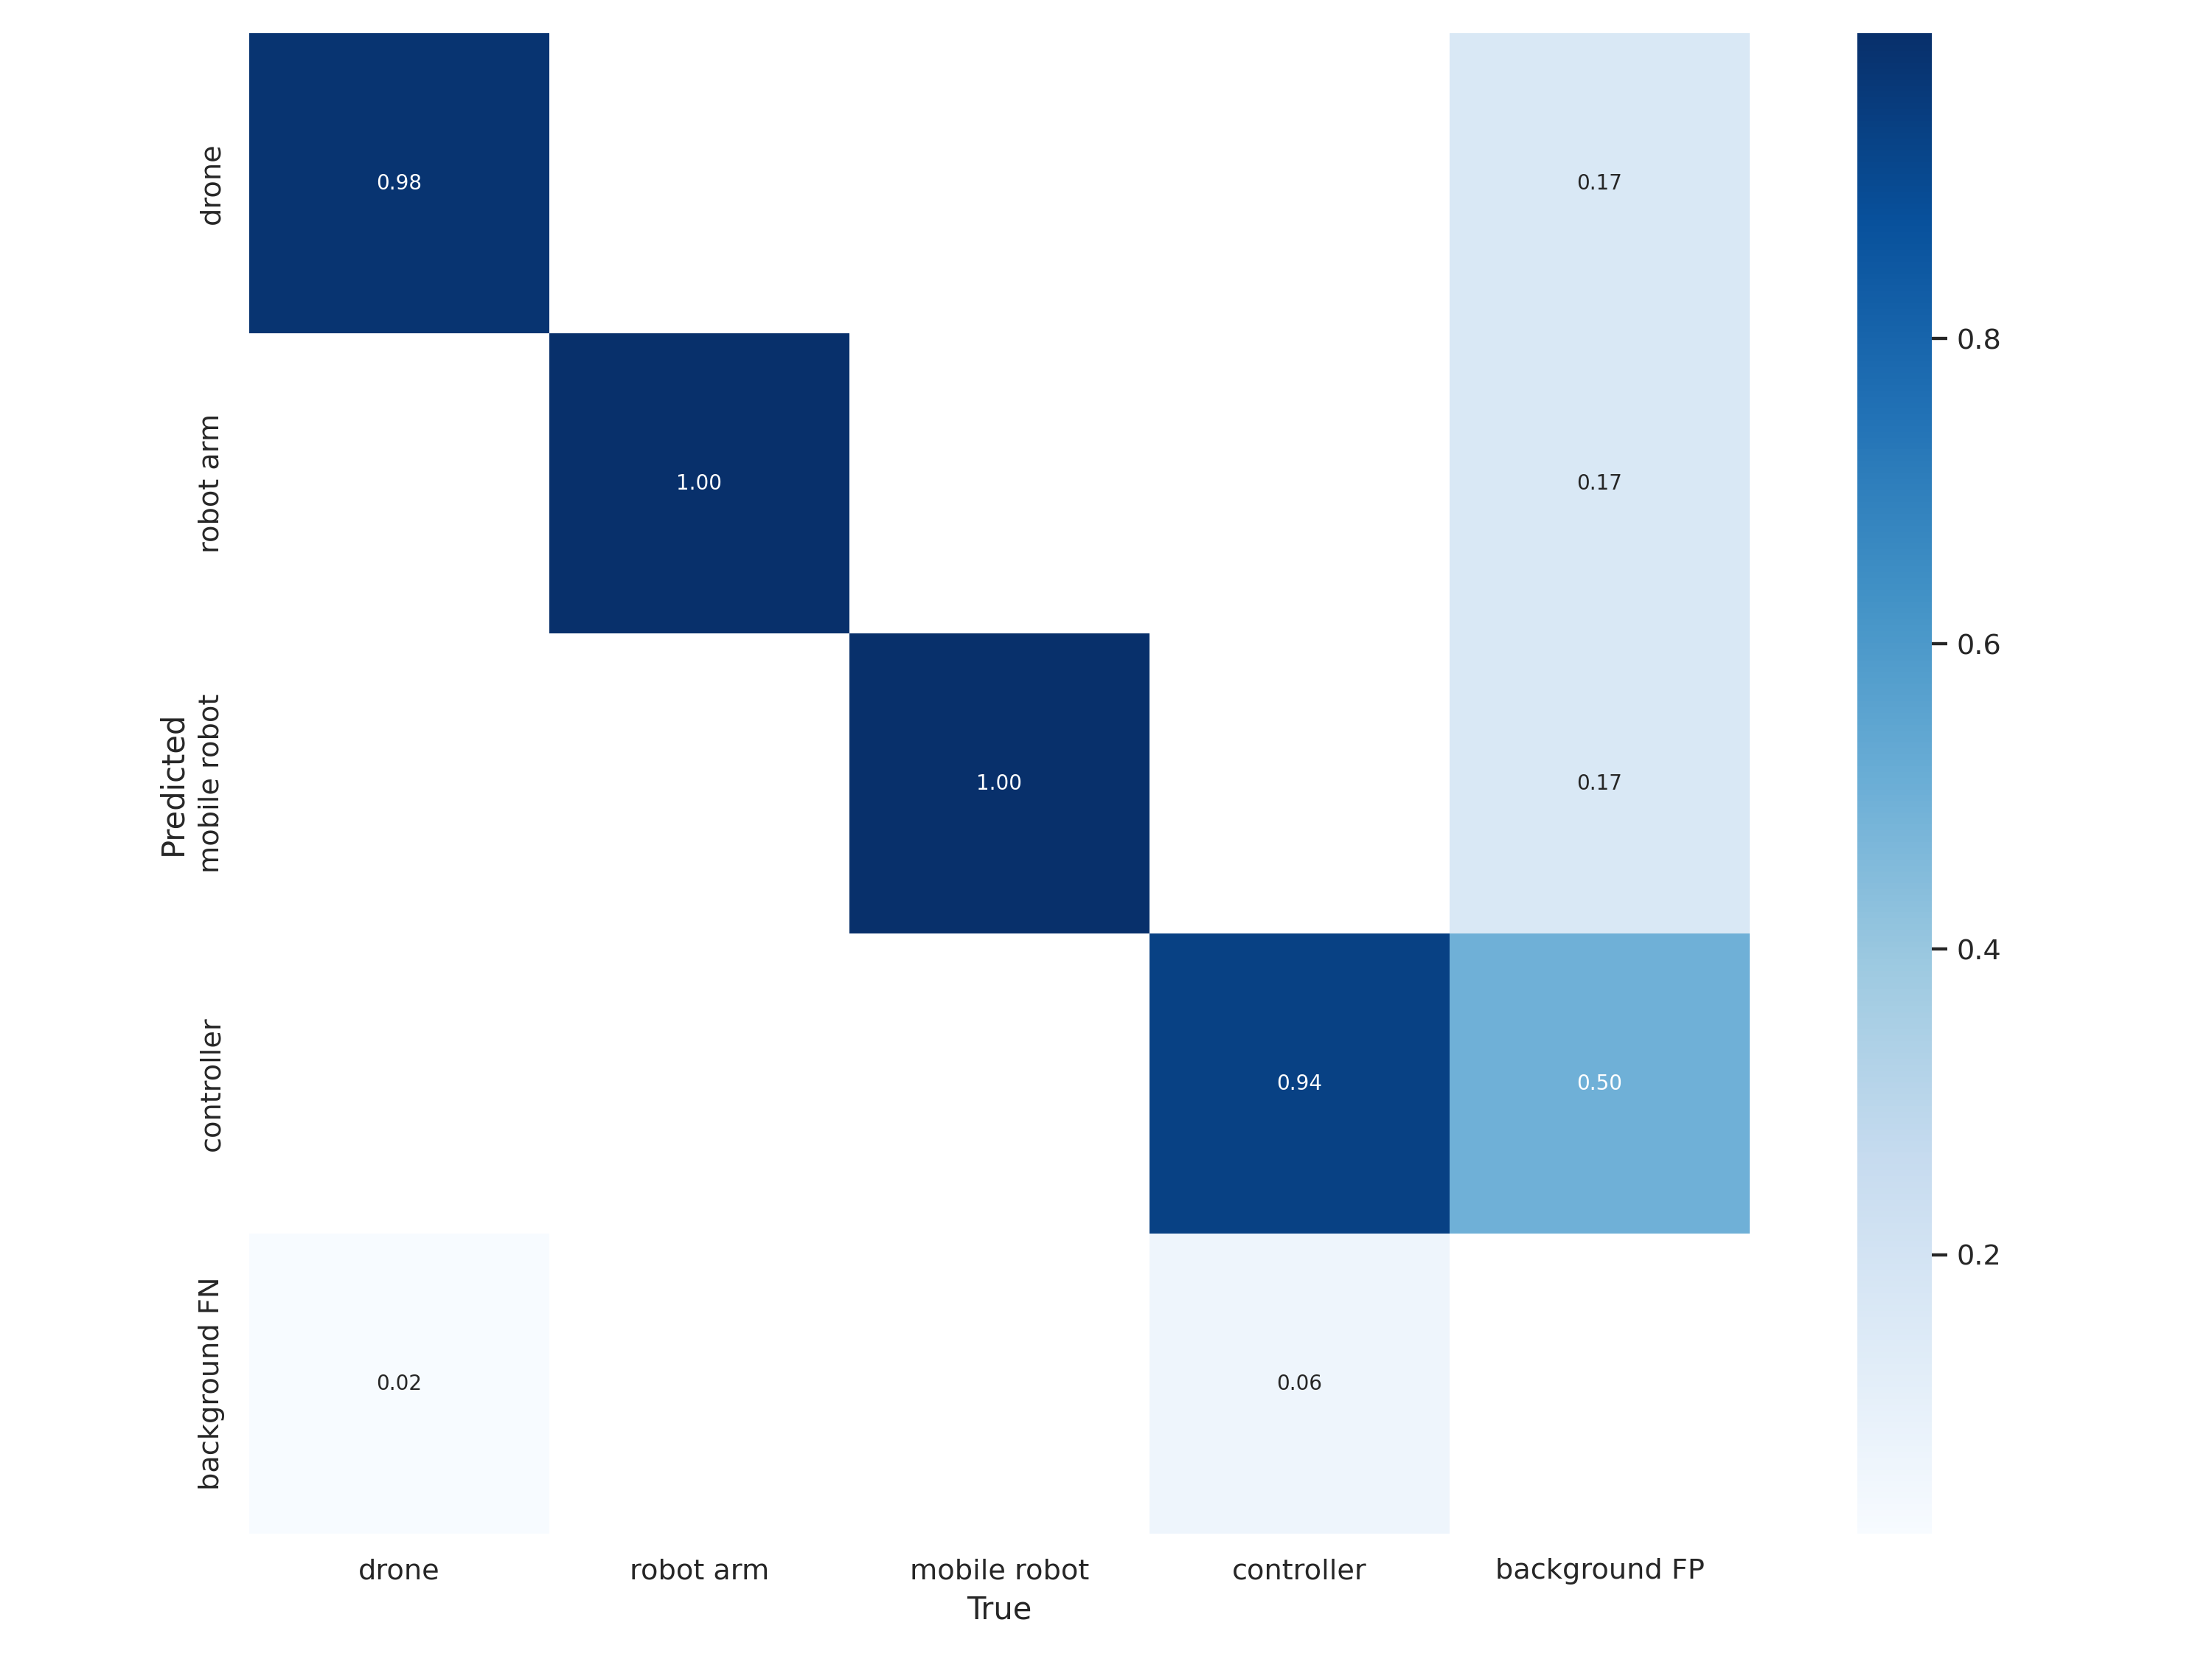 drone
0.98
0.17
robot arm
1.00
0.17
Predicted
mobile robot
1.00
0.17
controller
0.94
0.50
background FN
0.02
0.06
drone
robot arm
mobile robot
controller
background FP
True
0.8
0.6
0.4
0.2